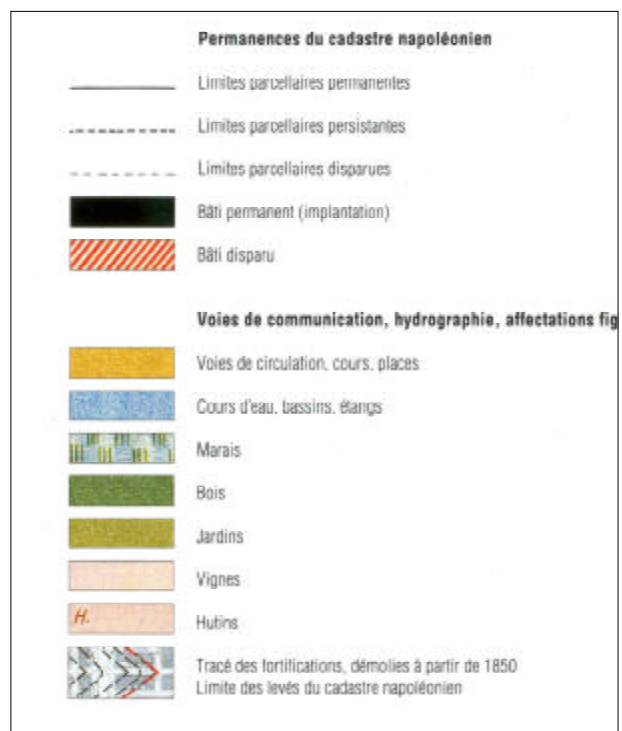 Permanences du cadastre napoléonien
Limites parcellaires permanentes
Limites parcellaires persistantes
Limites parcellaires disparues
Bâti permanent (implantation)
Bâti disparu
Voies de communication, hydrographie, affectations fig
Voies de circulation, cours, places
Cours d'eau, bassins, étangs
Marais
Bois
Jardins
Vignes
H. Hutins
Tracé des fortifications, démolies à partir de 1850
Limite des levés du cadastre napoléonien